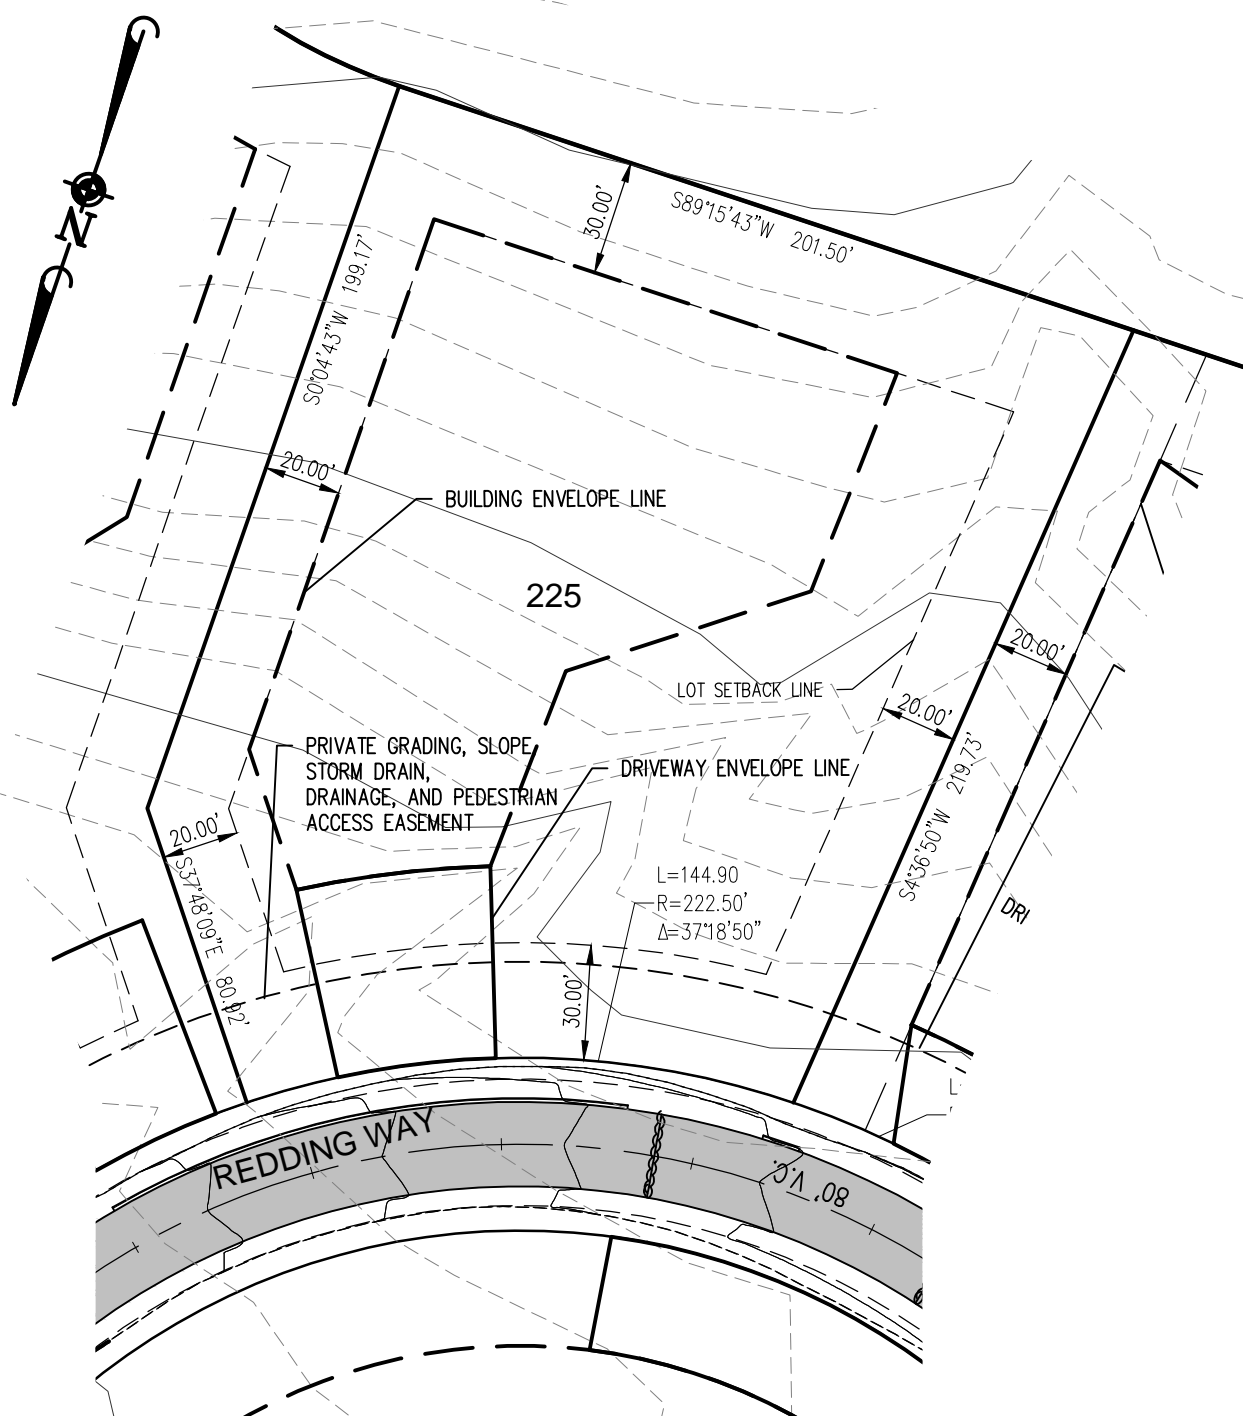 N
30.00'
S89°15'43"W 201.50'
S0°04'43"W 199.17'
20.00'
BUILDING ENVELOPE LINE
225
20.00'
LOT SETBACK LINE
20.00'
PRIVATE GRADING, SLOPE
STORM DRAIN,
DRAINAGE, AND PEDESTRIAN
ACCESS EASEMENT
DRIVEWAY ENVELOPE LINE
S4°36'50"W 219.73'
20.00'
S37°48'09"E 80.92'
L=144.90
R=222.50'
Δ=37°18'50"
DRI
30.00'
L
REDDING WAY
80' V.C.